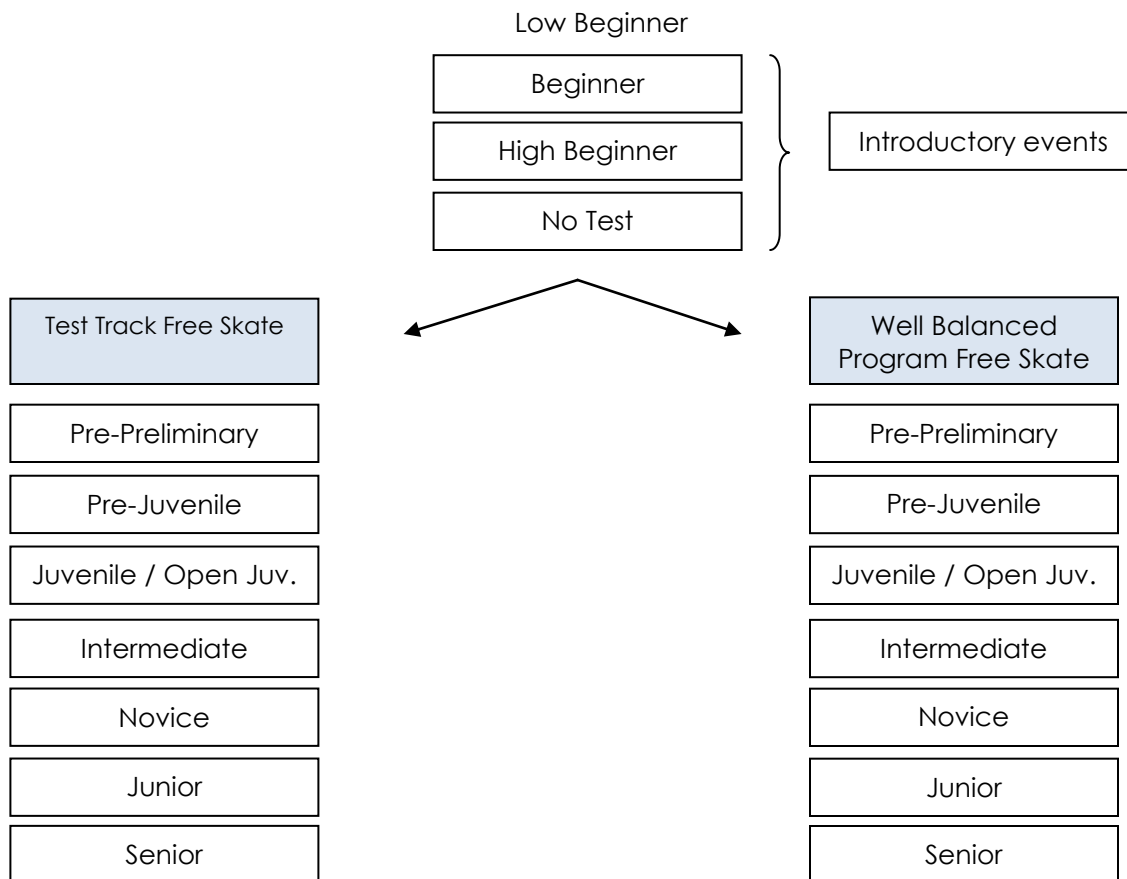 Low Beginner
Beginner
High Beginner
Introductory events
No Test
Test Track Free Skate
Pre-Preliminary
Pre-Juvenile
Juvenile / Open Juv.
Intermediate
Novice
Junior
Senior
Well Balanced
Program Free Skate
Pre-Preliminary
Pre-Juvenile
Juvenile / Open Juv.
Intermediate
Novice
Junior
Senior